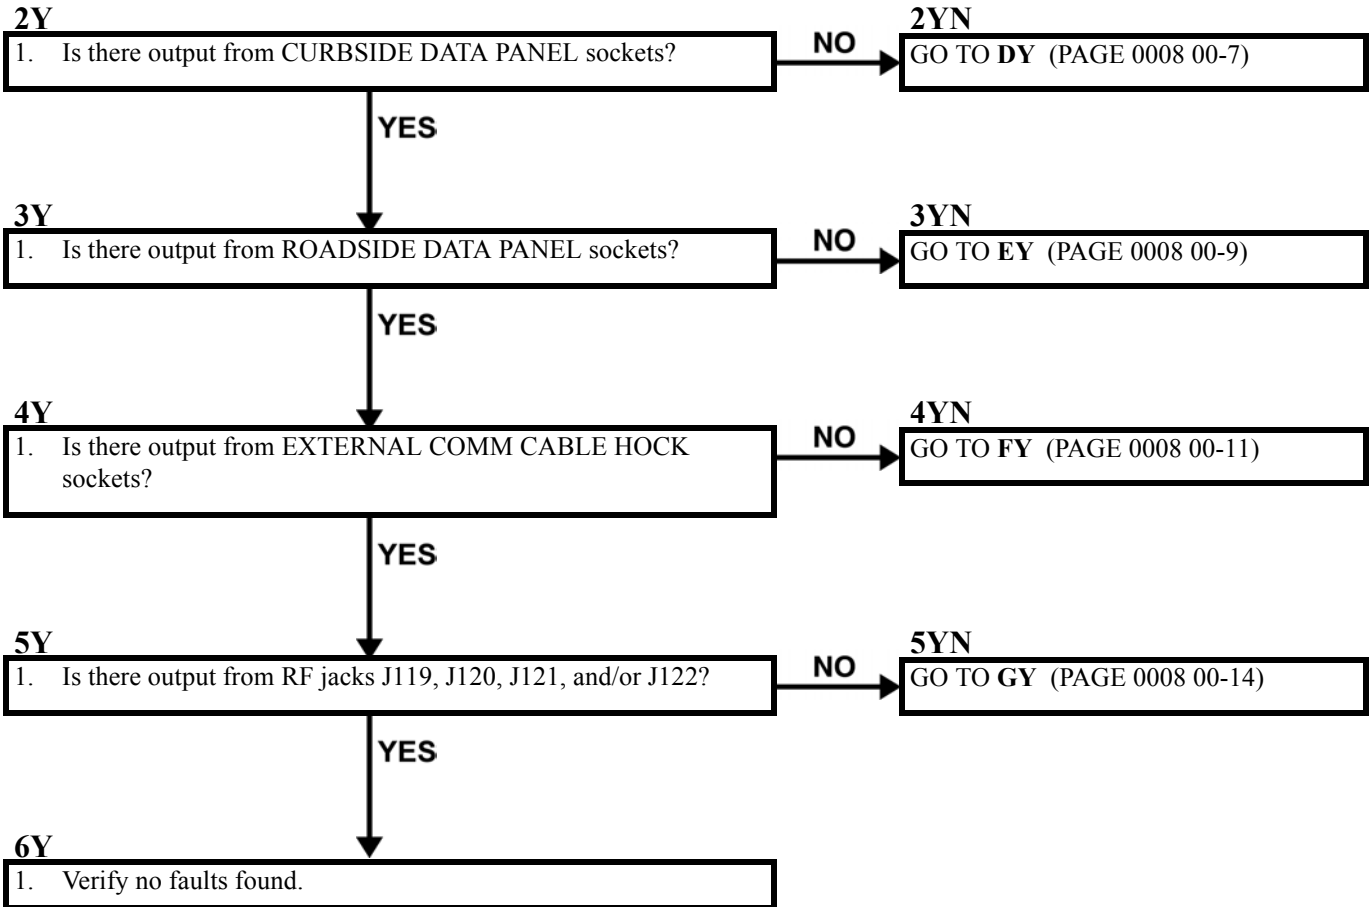 2Y
1. Is there output from CURBSIDE DATA PANEL sockets?
NO
2YN
GO TO DY (PAGE 0008 00-7)
YES
3Y
1. Is there output from ROADSIDE DATA PANEL sockets?
NO
3YN
GO TO EY (PAGE 0008 00-9)
YES
4Y
1. Is there output from EXTERNAL COMM CABLE HOCK
sockets?
NO
4YN
GO TO FY (PAGE 0008 00-11)
YES
5Y
1. Is there output from RF jacks J119, J120, J121, and/or J122?
NO
5YN
GO TO GY (PAGE 0008 00-14)
YES
6Y
1. Verify no faults found.